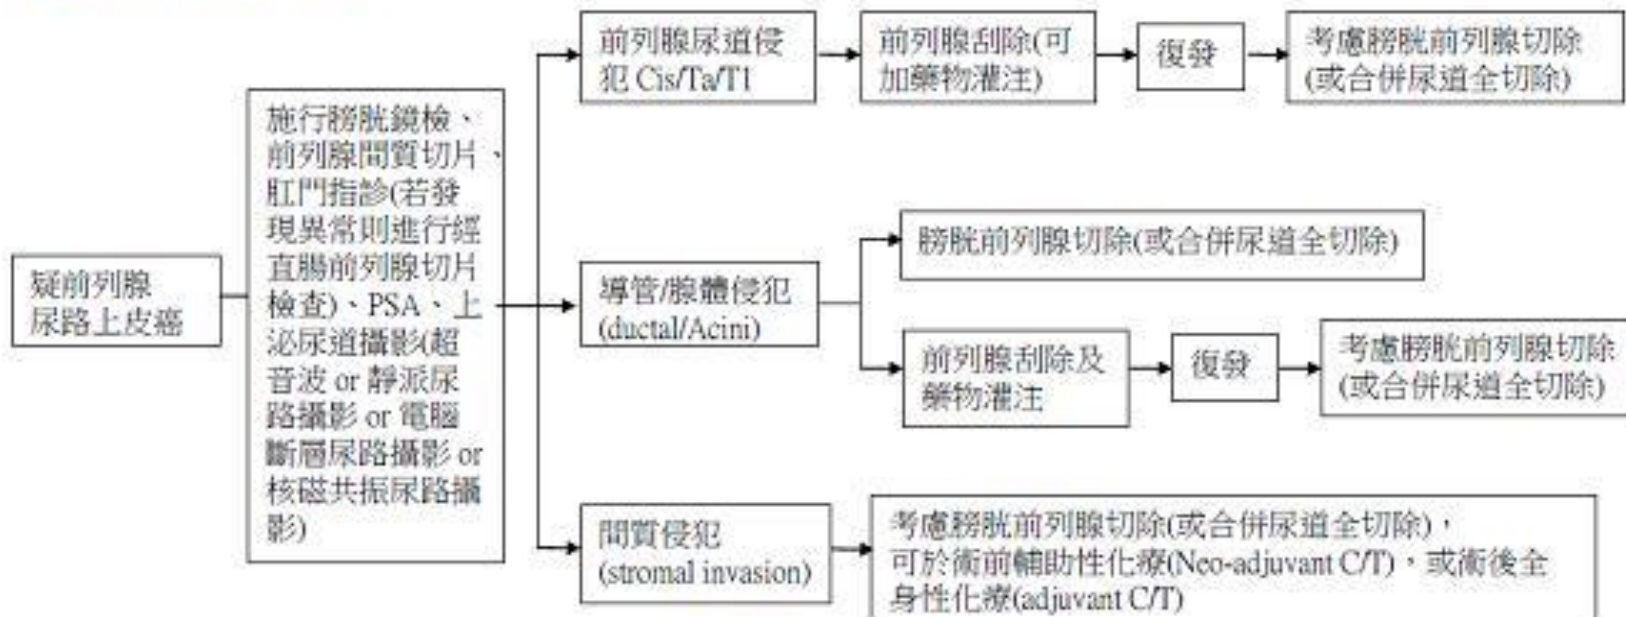 疑前列腺
尿路上皮癌
施行膀胱鏡檢、
前列腺間質切片、
肛門指診(若發
現異常則進行經
直腸前列腺切片
檢查)、PSA、上
泌尿道攝影(超
音波 or 靜派尿
路攝影 or 電腦
斷層尿路攝影 or
核磁共振尿路攝
影)
前列腺尿道侵
犯 Cis/Ta/T1
前列腺刮除(可
加藥物灌注)
復發
考慮膀胱前列腺切除
(或合併尿道全切除)
導管/腺體侵犯
(ductal/Acini)
膀胱前列腺切除(或合併尿道全切除)
前列腺刮除及
藥物灌注
復發
考慮膀胱前列腺切除
(或合併尿道全切除)
間質侵犯
(stromal invasion)
考慮膀胱前列腺切除(或合併尿道全切除)，
可於術前輔助性化療(Neo-adjuvant C/T)，或術後全
身性化療(adjuvant C/T)